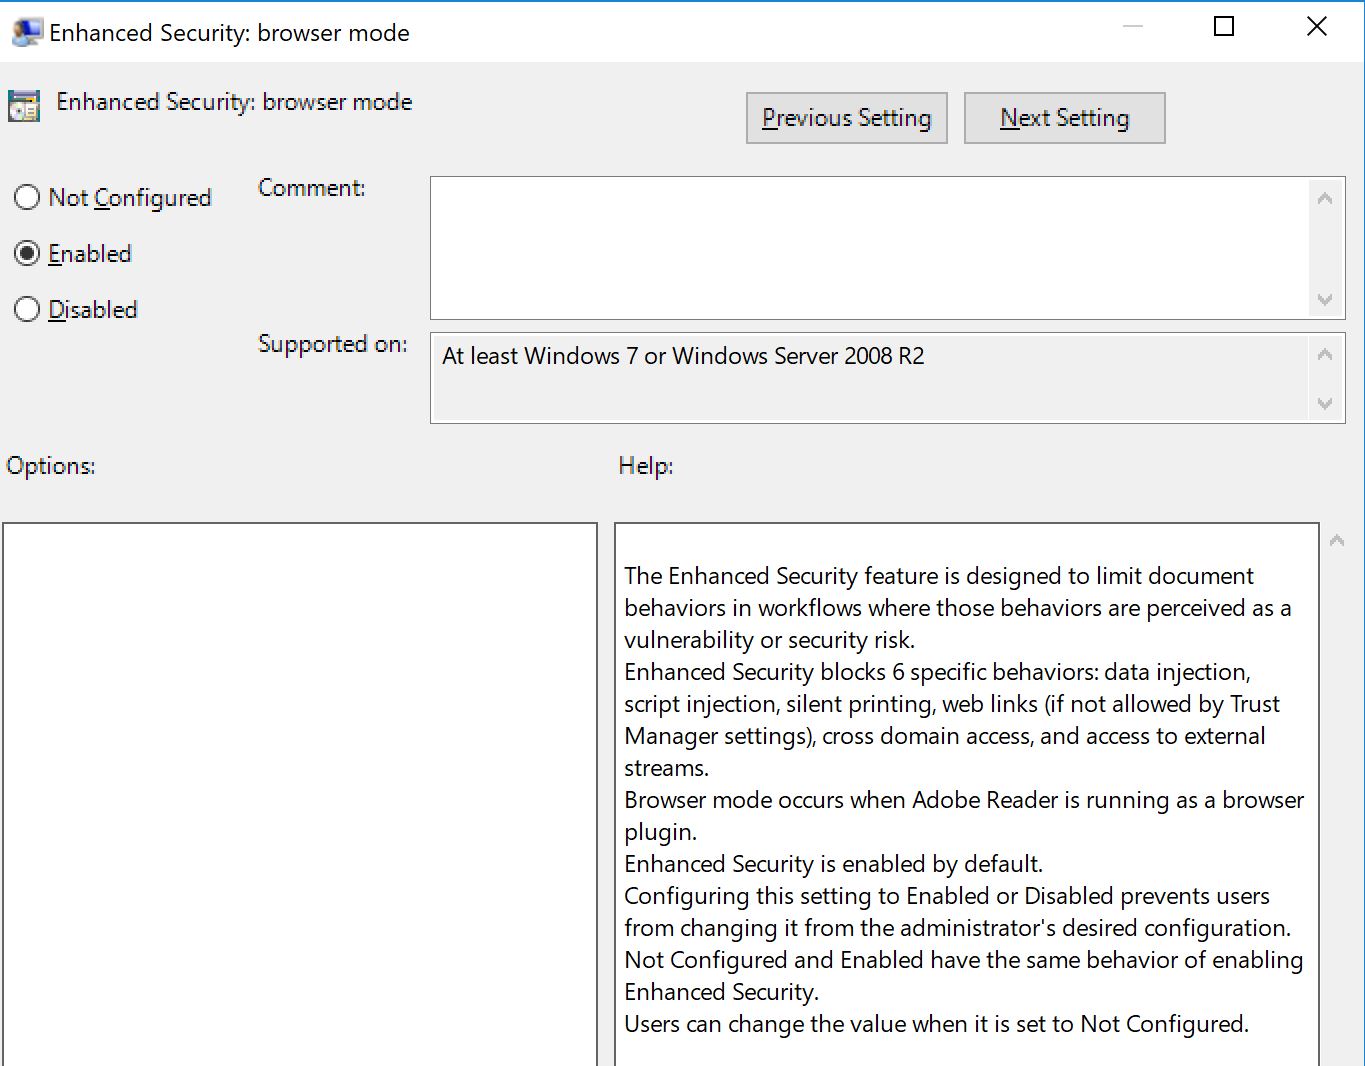 Enhanced Security: browser mode
Enhanced Security: browser mode
Previous Setting
Next Setting
Not Configured
Comment:
Enabled
Disabled
Supported on:
At least Windows 7 or Windows Server 2008 R2
Options:
Help:
The Enhanced Security feature is designed to limit document
behaviors in workflows where those behaviors are perceived as a
vulnerability or security risk.
Enhanced Security blocks 6 specific behaviors: data injection,
script injection, silent printing, web links (if not allowed by Trust
Manager settings), cross domain access, and access to external
streams.
Browser mode occurs when Adobe Reader is running as a browser
plugin.
Enhanced Security is enabled by default.
Configuring this setting to Enabled or Disabled prevents users
from changing it from the administrator's desired configuration.
Not Configured and Enabled have the same behavior of enabling
Enhanced Security.
Users can change the value when it is set to Not Configured.